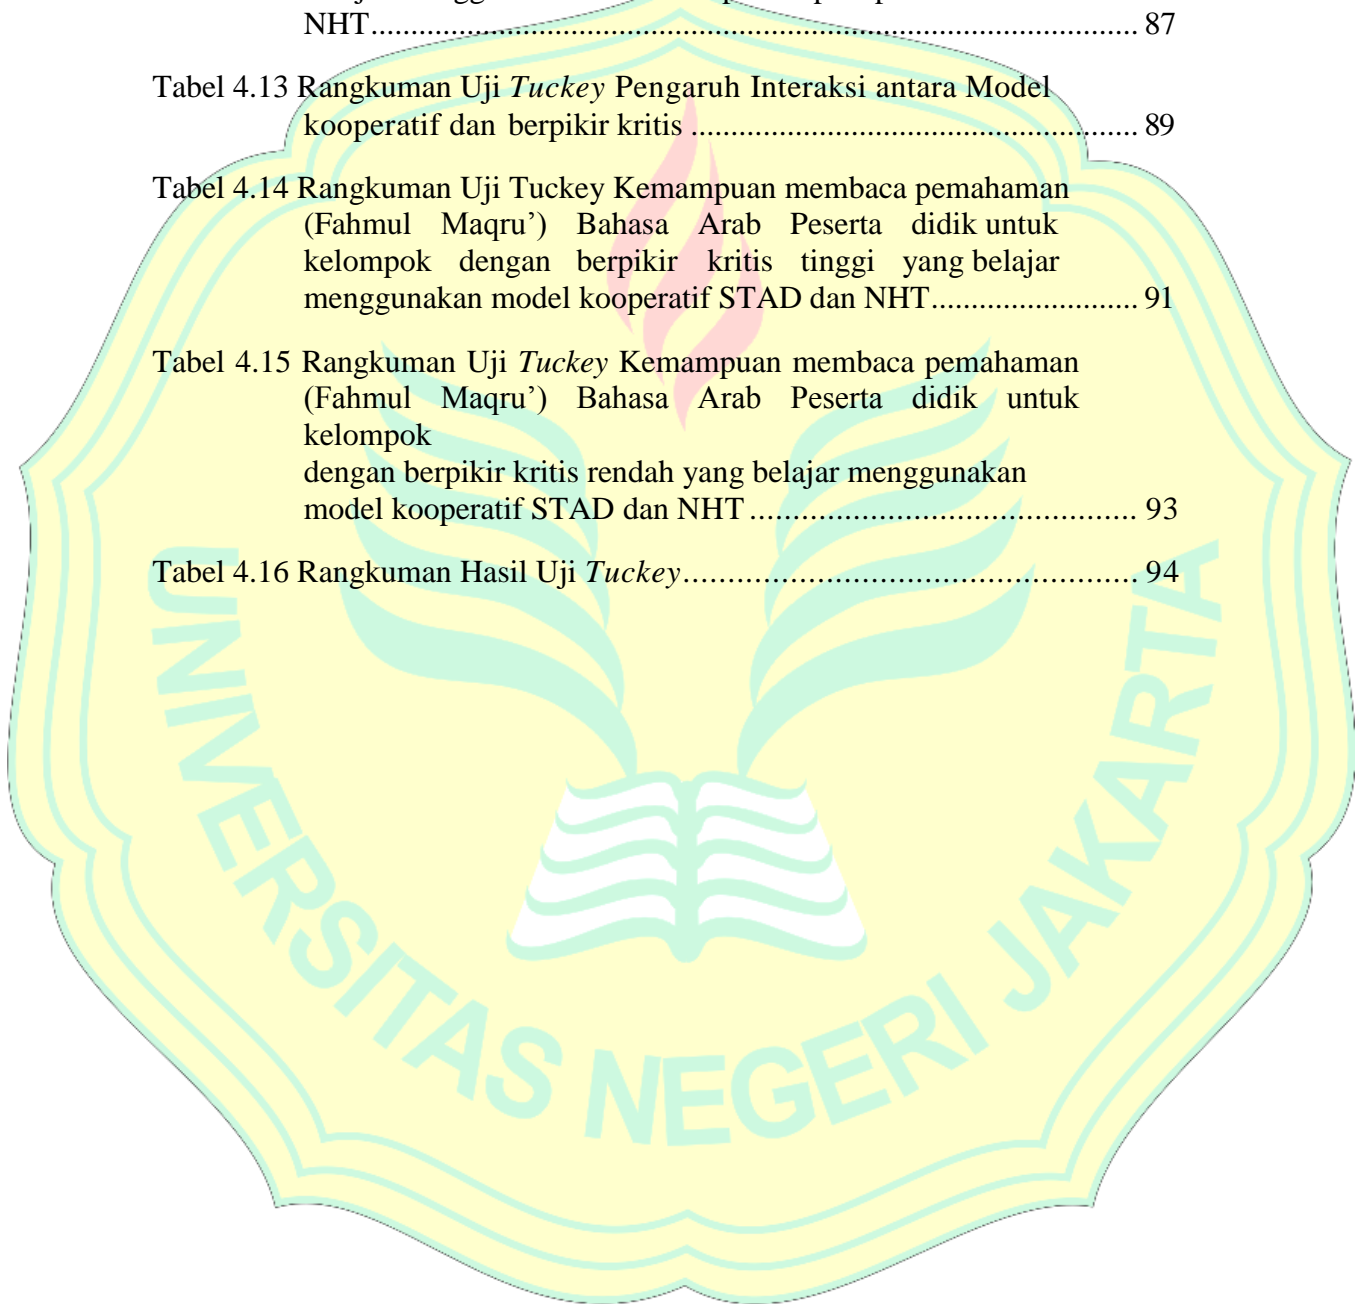 NHT.................................................................................................. 87
Tabel 4.13 Rangkuman Uji Tuckey Pengaruh Interaksi antara Model
kooperatif dan berpikir kritis ......................................................... 89
Tabel 4.14 Rangkuman Uji Tuckey Kemampuan membaca pemahaman
(Fahmul Maqru’) Bahasa Arab Peserta didik untuk
kelompok dengan berpikir kritis tinggi yang belajar
menggunakan model kooperatif STAD dan NHT.......................... 91
Tabel 4.15 Rangkuman Uji Tuckey Kemampuan membaca pemahaman
(Fahmul Maqru’) Bahasa Arab Peserta didik untuk
kelompok
dengan berpikir kritis rendah yang belajar menggunakan
model kooperatif STAD dan NHT ........................................... 93
Tabel 4.16 Rangkuman Hasil Uji Tuckey................................................... 94
UNIVERSITAS NEGERI JAKARTA